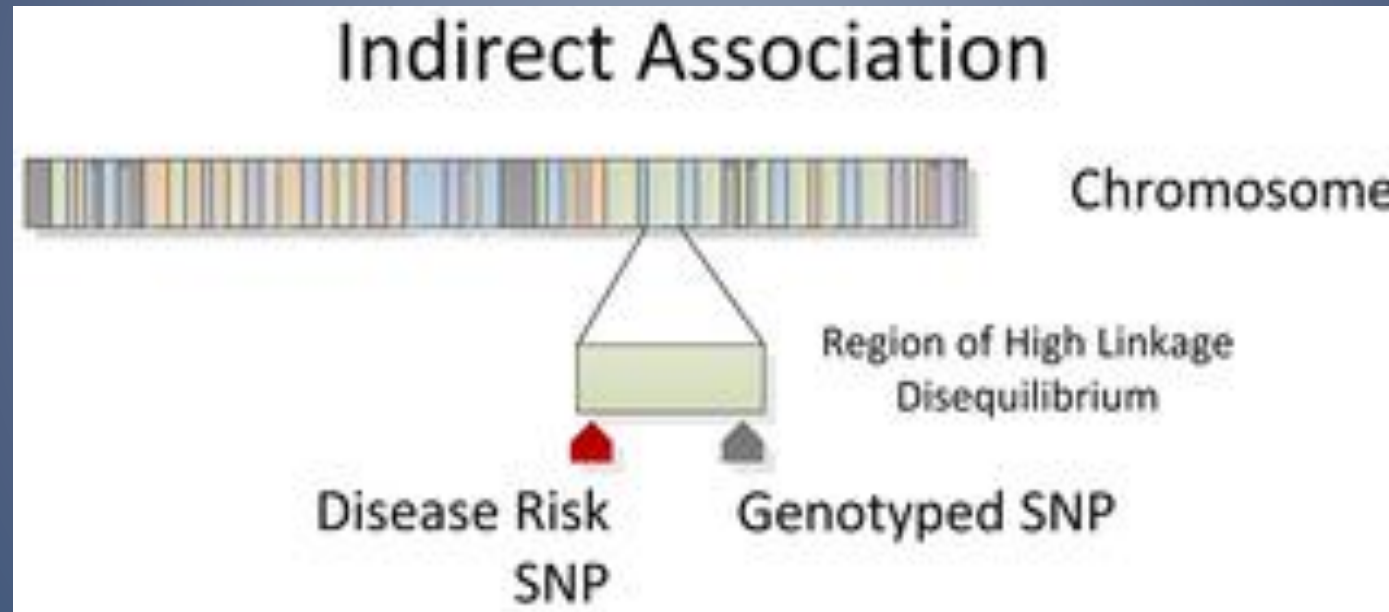 Indirect Association
Chromosome
Region of High Linkage
Disequilibrium
Disease Risk
SNP
Genotyped SNP